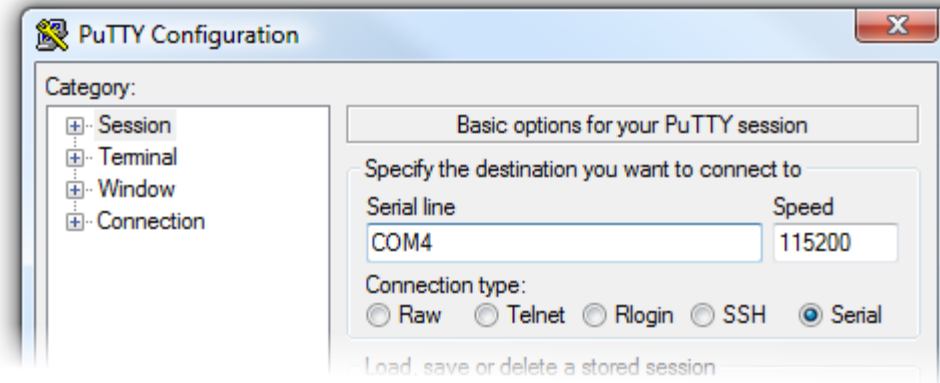 PuTTY Configuration
Category:
Session
Terminal
Window
Connection
Basic options for your PuTTY session
Specify the destination you want to connect to
Serial line Speed
COM4 115200
Connection type:
Raw Telnet Rlogin SSH Serial
Load, save or delete a stored session